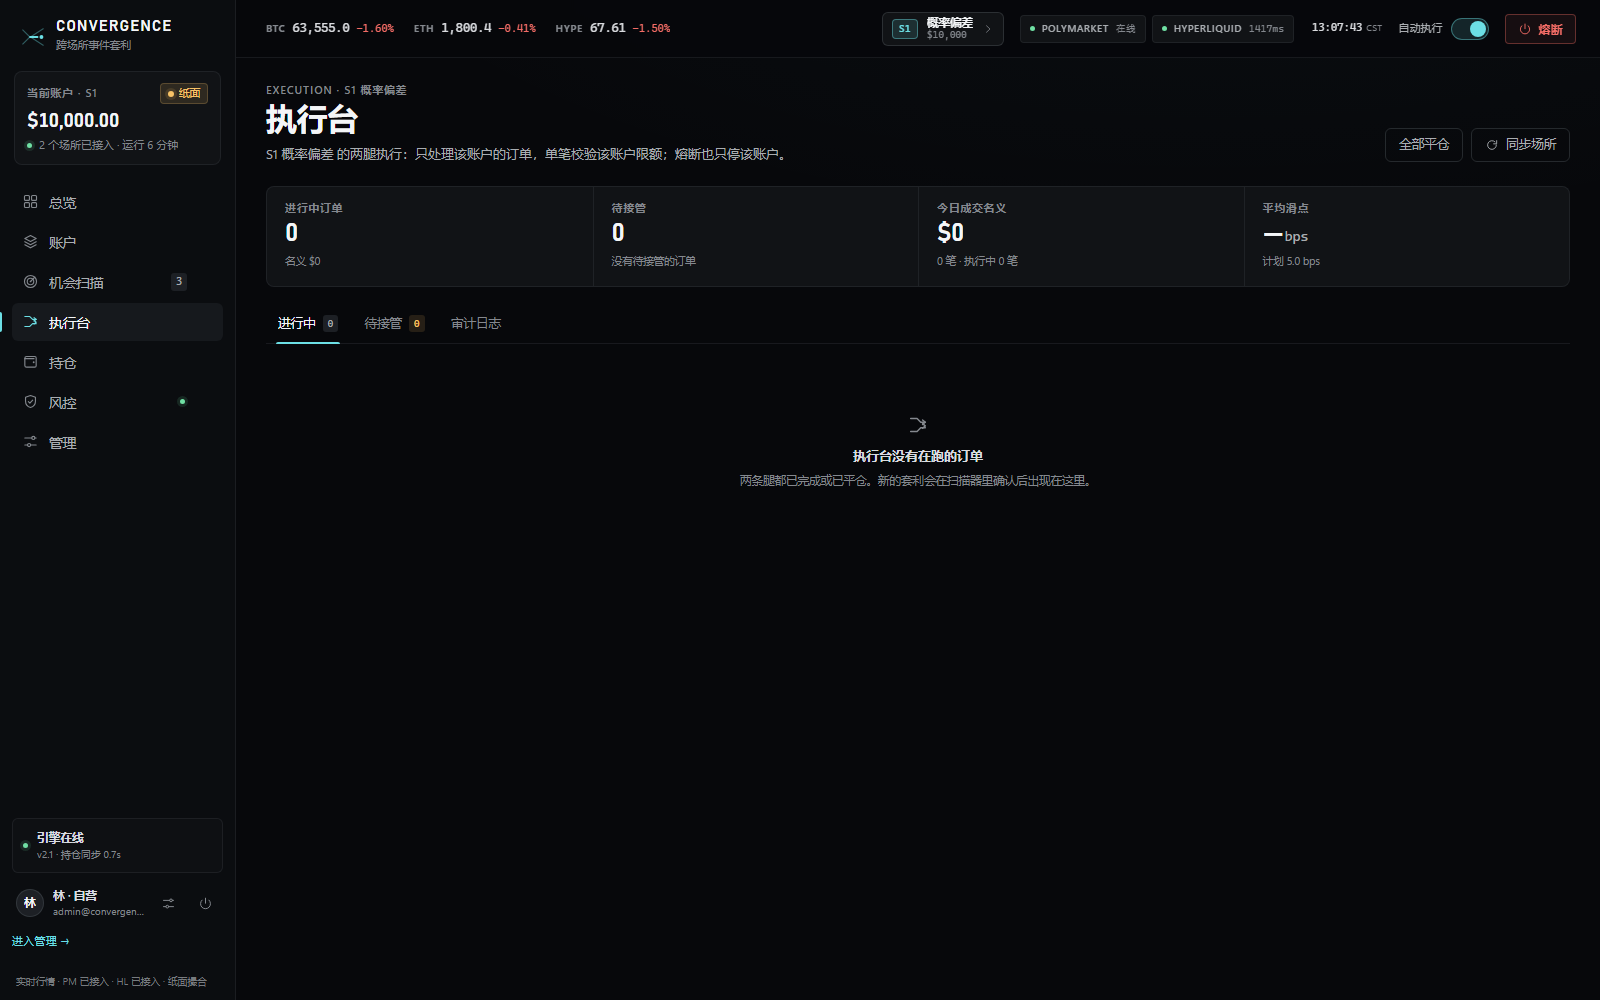 CONVERGENCE
跨场所事件套利
当前账户 · S1
纸面
$10,000.00
2 个场所已接入 · 运行 6 分钟
总览
账户
机会扫描 3
执行台
持仓
风控
管理
引擎在线
v2.1 · 持仓同步 0.7s
林
林 · 自营
admin@convergen...
进入管理 →
实时行情 · PM 已接入 · HL 已接入 · 纸面撮合
BTC 63,555.0 −1.60% ETH 1,800.4 −0.41% HYPE 67.61 −1.50%
S1 概率偏差
$10,000
POLYMARKET 在线
HYPERLIQUID 1417ms
13:07:43 CST
自动执行
熔断
EXECUTION · S1 概率偏差
执行台
S1 概率偏差 的两腿执行：只处理该账户的订单，单笔校验该账户限额；熔断也只停该账户。
全部平仓
同步场所
进行中订单
0
名义 $0
待接管
0
没有待接管的订单
今日成交名义
$0
0 笔 · 执行中 0 笔
平均滑点
—bps
计划 5.0 bps
进行中 0 待接管 0 审计日志
执行台没有在跑的订单
两条腿都已完成或已平仓。新的套利会在扫描器里确认后出现在这里。